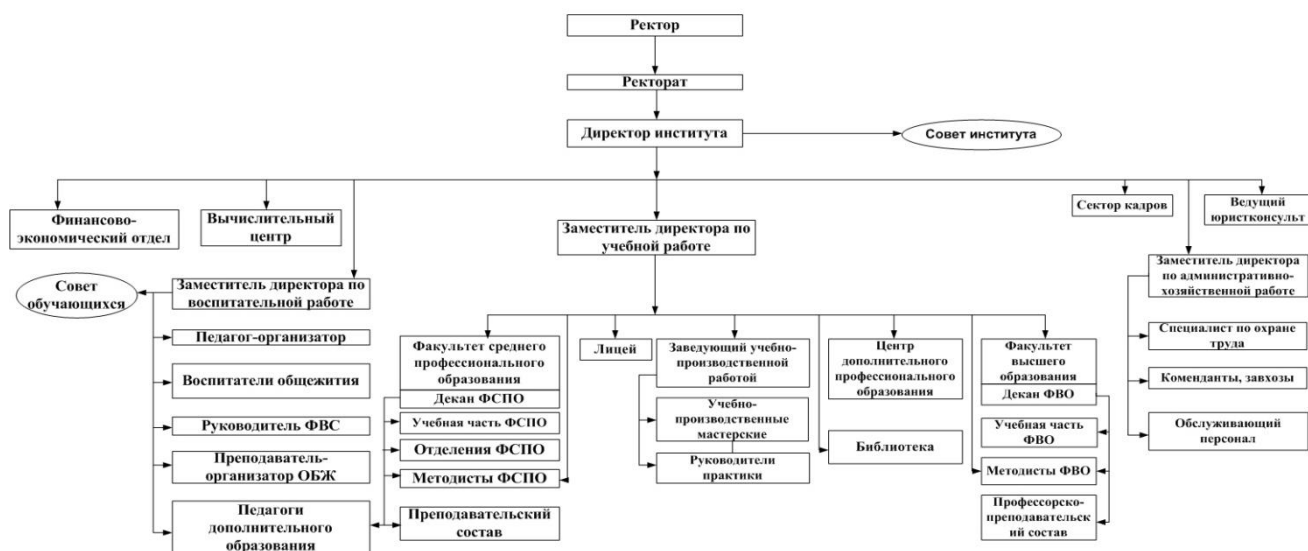 Ректор
Ректорат
Директор института
Совет института
Финансово-
экономический отдел
Вычислительный
центр
Заместитель директора по
учебной работе
Сектор кадров
Ведущий
юристконсульт
Совет
обучающихся
Заместитель директора по
воспитательной работе
Педагог-организатор
Воспитатели общежития
Руководитель ФВС
Преподаватель-
организатор ОБЖ
Педагоги
дополнительного
образования
Факультет среднего
профессионального
образования
Декан ФСПО
Учебная часть ФСПО
Отделения ФСПО
Методисты ФСПО
Преподавательский
состав
Лицей
Заведующий учебно-
производственной
работой
Учебно-
производственные
мастерские
Руководители
практики
Центр
дополнительного
профессионального
образования
Библиотека
Факультет
высшего
образования
Декан ФВО
Учебная часть
ФВО
Методисты ФВО
Профессорско-
преподавательск
ий состав
Заместитель директора
по административно-
хозяйственной работе
Специалист по охране
труда
Коменданты, завхозы
Обслуживающий
персонал